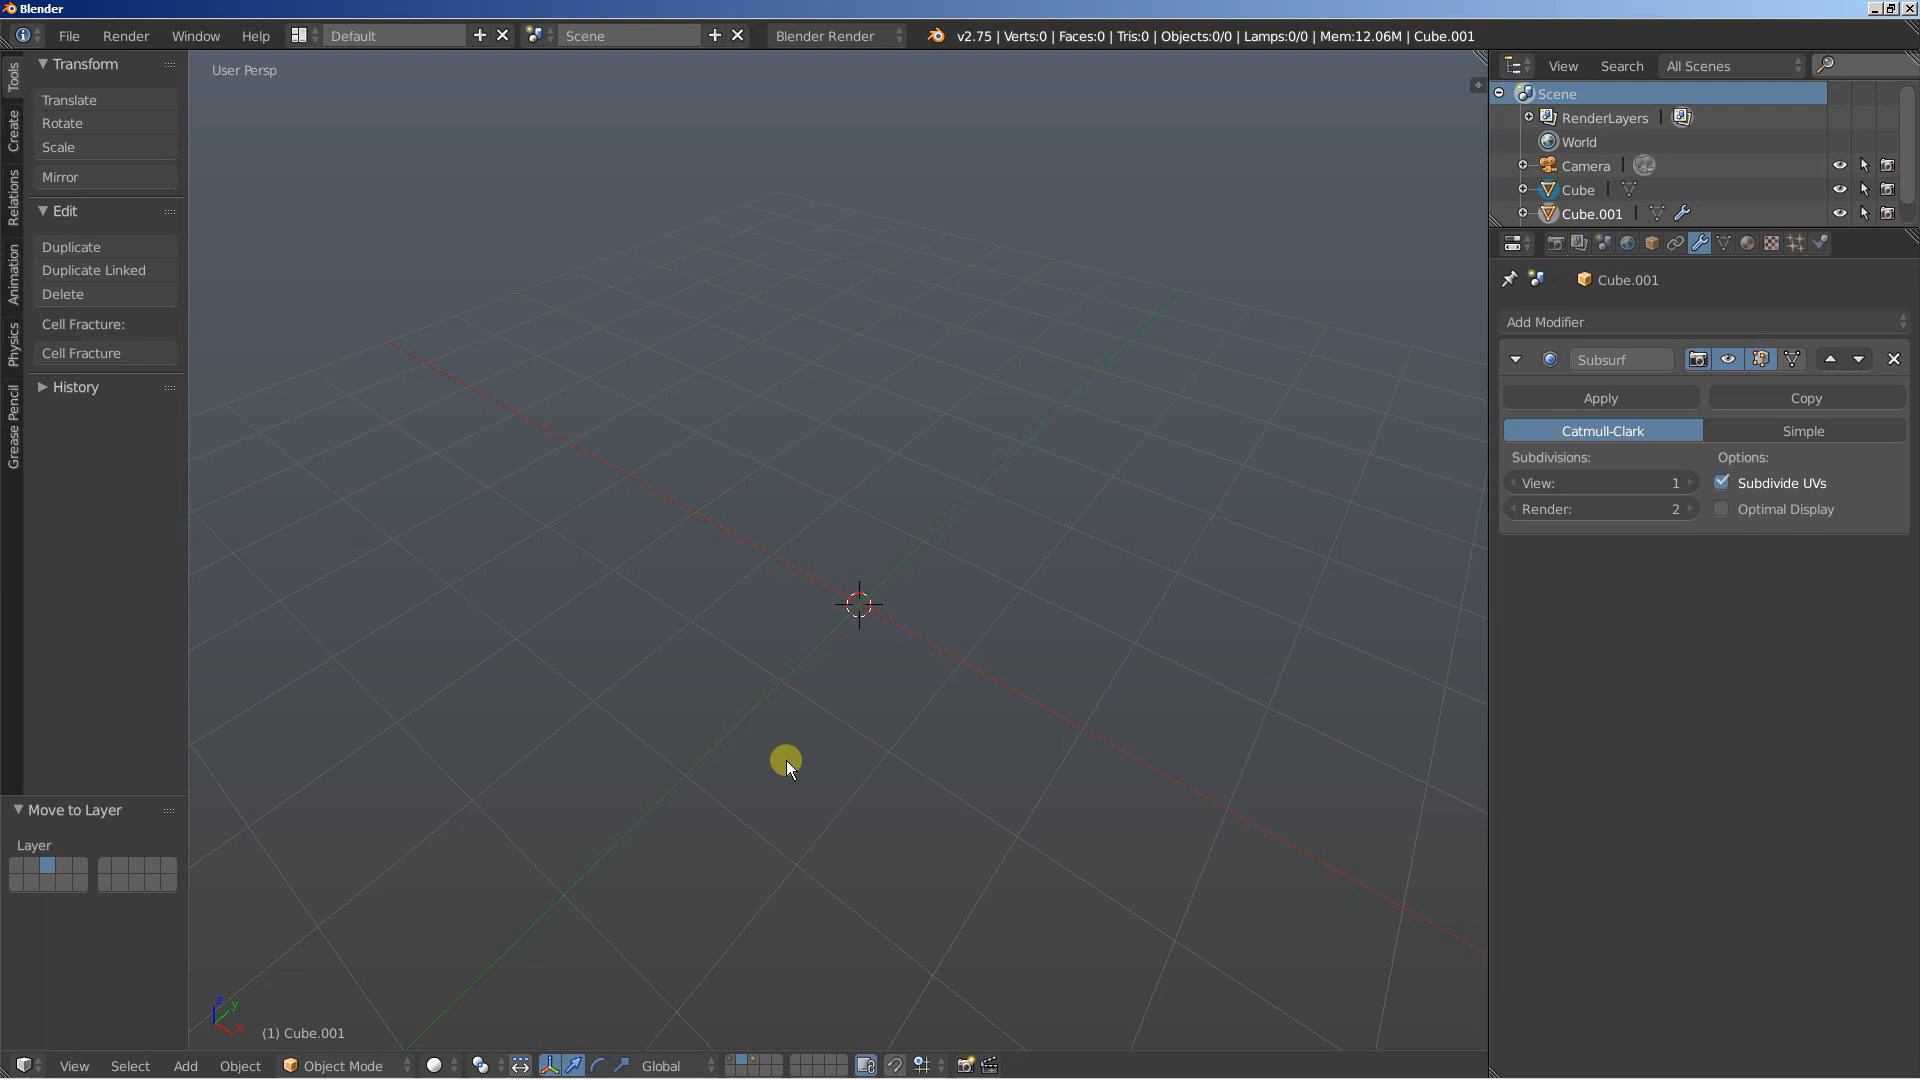 Blender
File Render Window Help Default Scene Blender Render v2.75 | Verts:0 | Faces:0 | Tris:0 | Objects:0/0 | Lamps:0/0 | Mem:12.06M | Cube.001
Tools
Create
Relations
Animation
Physics
Grease Pencil
Transform
Translate
Rotate
Scale
Mirror
Edit
Duplicate
Duplicate Linked
Delete
Cell Fracture:
Cell Fracture
History
Move to Layer
Layer
User Persp
z
y
x
(1) Cube.001
View Select Add Object Object Mode Global
View Search All Scenes
Scene
RenderLayers
World
Camera
Cube
Cube.001
Cube.001
Add Modifier
Subsurf
Apply Copy
Catmull-Clark Simple
Subdivisions: Options:
View: 1 Subdivide UVs
Render: 2 Optimal Display